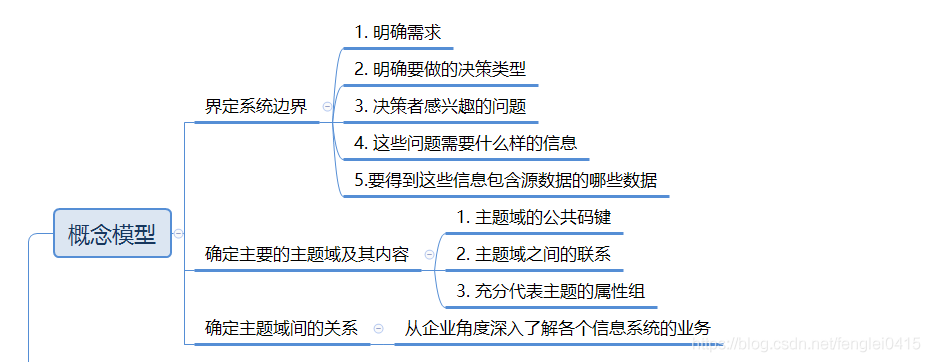 1. 明确需求
2. 明确要做的决策类型
界定系统边界
3. 决策者感兴趣的问题
4. 这些问题需要什么样的信息
5.要得到这些信息包含源数据的哪些数据
概念模型
1. 主题域的公共码键
确定主要的主题域及其内容
2. 主题域之间的联系
3. 充分代表主题的属性组
确定主题域间的关系
从企业角度深入了解各个信息系统的业务
https://blog.csdn.net/fenglei0415